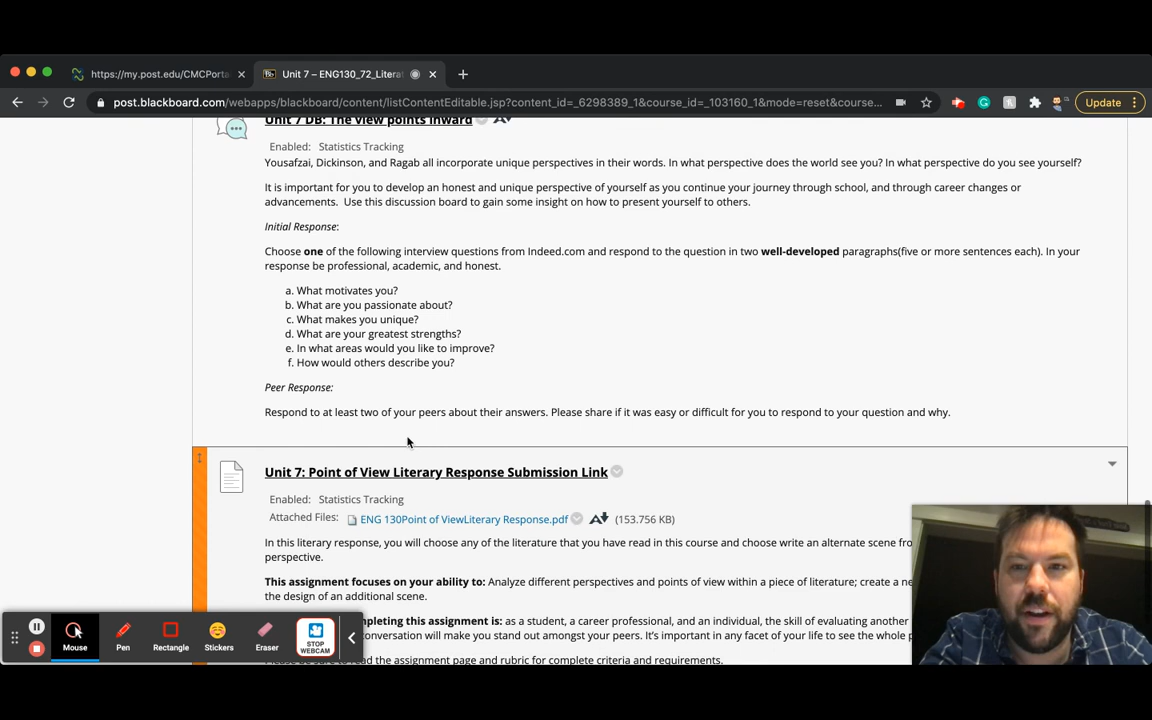 https://my.post.edu/CMCPorta
Unit 7 – ENG130_72_Litera
post.blackboard.com/webapps/blackboard/content/listContentEditable.jsp?content_id=_6298389_1&course_id=_103160_1&mode=reset&course...
Update
Unit 7 DB: The view points inward
Enabled: Statistics Tracking
Yousafzai, Dickinson, and Ragab all incorporate unique perspectives in their words. In what perspective does the world see you? In what perspective do you see yourself?
It is important for you to develop an honest and unique perspective of yourself as you continue your journey through school, and through career changes or
advancements. Use this discussion board to gain some insight on how to present yourself to others.
Initial Response:
Choose one of the following interview questions from Indeed.com and respond to the question in two well-developed paragraphs(five or more sentences each). In your
response be professional, academic, and honest.
a. What motivates you?
b. What are you passionate about?
c. What makes you unique?
d. What are your greatest strengths?
e. In what areas would you like to improve?
f. How would others describe you?
Peer Response:
Respond to at least two of your peers about their answers. Please share if it was easy or difficult for you to respond to your question and why.
Unit 7: Point of View Literary Response Submission Link
Enabled: Statistics Tracking
Attached Files: ENG 130Point of ViewLiterary Response.pdf (153.756 KB)
In this literary response, you will choose any of the literature that you have read in this course and choose write an alternate scene fro
perspective.
This assignment focuses on your ability to: Analyze different perspectives and points of view within a piece of literature; create a ne
the design of an additional scene.
mpleting this assignment is: as a student, a career professional, and an individual, the skill of evaluating another
conversation will make you stand out amongst your peers. It's important in any facet of your life to see the whole p
ad the assignment page and rubric for complete criteria and requirements.
Mouse
Pen
Rectangle
Stickers
Eraser
STOP
WEBCAM